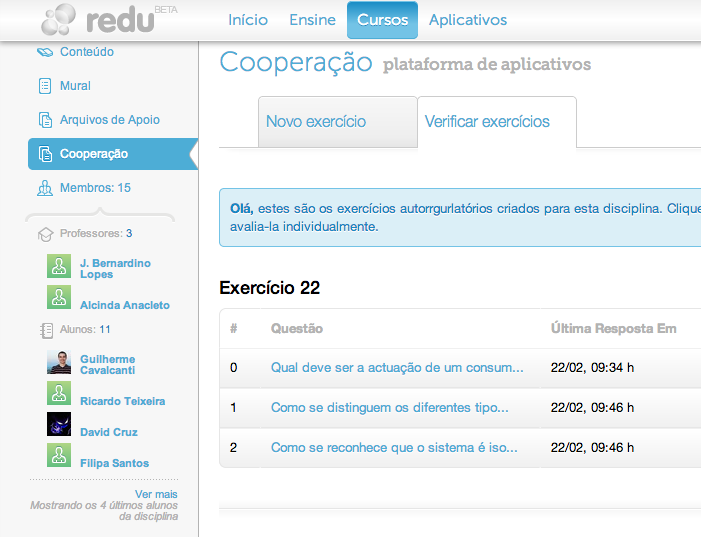 redu BETA
Início Ensine Cursos Aplicativos
Conteúdo
Mural
Arquivos de Apoio
Cooperação
Membros: 15
Professores: 3
J. Bernardino
Lopes
Alcinda Anacleto
Alunos: 11
Guilherme
Cavalcanti
Ricardo Teixeira
David Cruz
Filipa Santos
Ver mais
Mostrando os 4 últimos alunos
da disciplina
Cooperação plataforma de aplicativos
Novo exercício Verificar exercícios
Olá, estes são os exercícios autorrgurlatórios criados para esta disciplina. Clique
avalia-la individualmente.
Exercício 22
# Questão Última Resposta Em
0 Qual deve ser a actuação de um consum... 22/02, 09:34 h
1 Como se distinguem os diferentes tipo... 22/02, 09:46 h
2 Como se reconhece que o sistema é iso... 22/02, 09:46 h